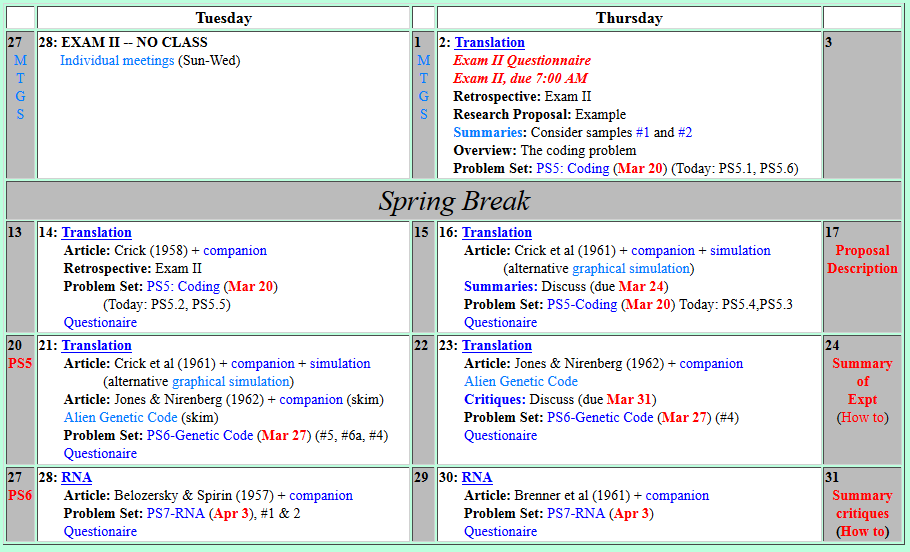 Tuesday
Thursday
27
M
T
G
S
28: EXAM II -- NO CLASS
Individual meetings (Sun-Wed)
1
M
T
G
S
2: Translation
Exam II Questionnaire
Exam II, due 7:00 AM
Retrospective: Exam II
Research Proposal: Example
Summaries: Consider samples #1 and #2
Overview: The coding problem
Problem Set: PS5: Coding (Mar 20) (Today: PS5.1, PS5.6)
3
Spring Break
13
14: Translation
Article: Crick (1958) + companion
Retrospective: Exam II
Problem Set: PS5: Coding (Mar 20)
(Today: PS5.2, PS5.5)
Questionaire
15
16: Translation
Article: Crick et al (1961) + companion + simulation
(alternative graphical simulation)
Summaries: Discuss (due Mar 24)
Problem Set: PS5-Coding (Mar 20) Today: PS5.4,PS5.3
Questionaire
17
Proposal
Description
20
PS5
21: Translation
Article: Crick et al (1961) + companion + simulation
(alternative graphical simulation)
Article: Jones & Nirenberg (1962) + companion (skim)
Alien Genetic Code (skim)
Problem Set: PS6-Genetic Code (Mar 27) (#5, #6a, #4)
Questionaire
22
23: Translation
Article: Jones & Nirenberg (1962) + companion
Alien Genetic Code
Critiques: Discuss (due Mar 31)
Problem Set: PS6-Genetic Code (Mar 27) (#4)
Questionaire
24
Summary
of
Expt
(How to)
27
PS6
28: RNA
Article: Belozersky & Spirin (1957) + companion
Problem Set: PS7-RNA (Apr 3), #1 & 2
Questionaire
29
30: RNA
Article: Brenner et al (1961) + companion
Problem Set: PS7-RNA (Apr 3)
Questionaire
31
Summary
critiques
(How to)